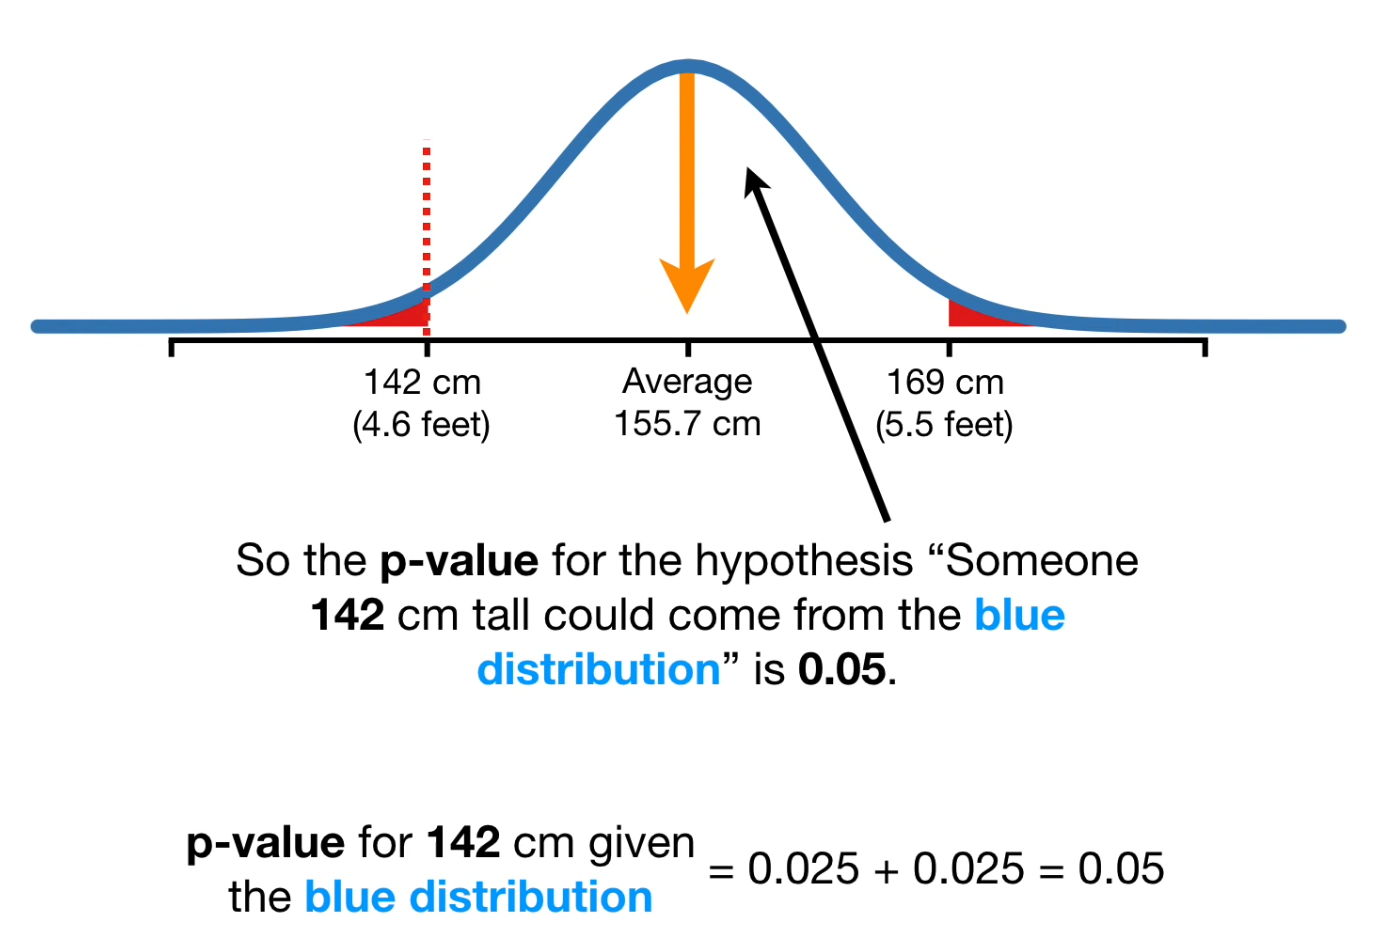 142 cm
(4.6 feet)
Average
155.7 cm
169 cm
(5.5 feet)
So the p-value for the hypothesis “Someone
142 cm tall could come from the blue
distribution” is 0.05.
p-value for 142 cm given
the blue distribution
= 0.025 + 0.025 = 0.05